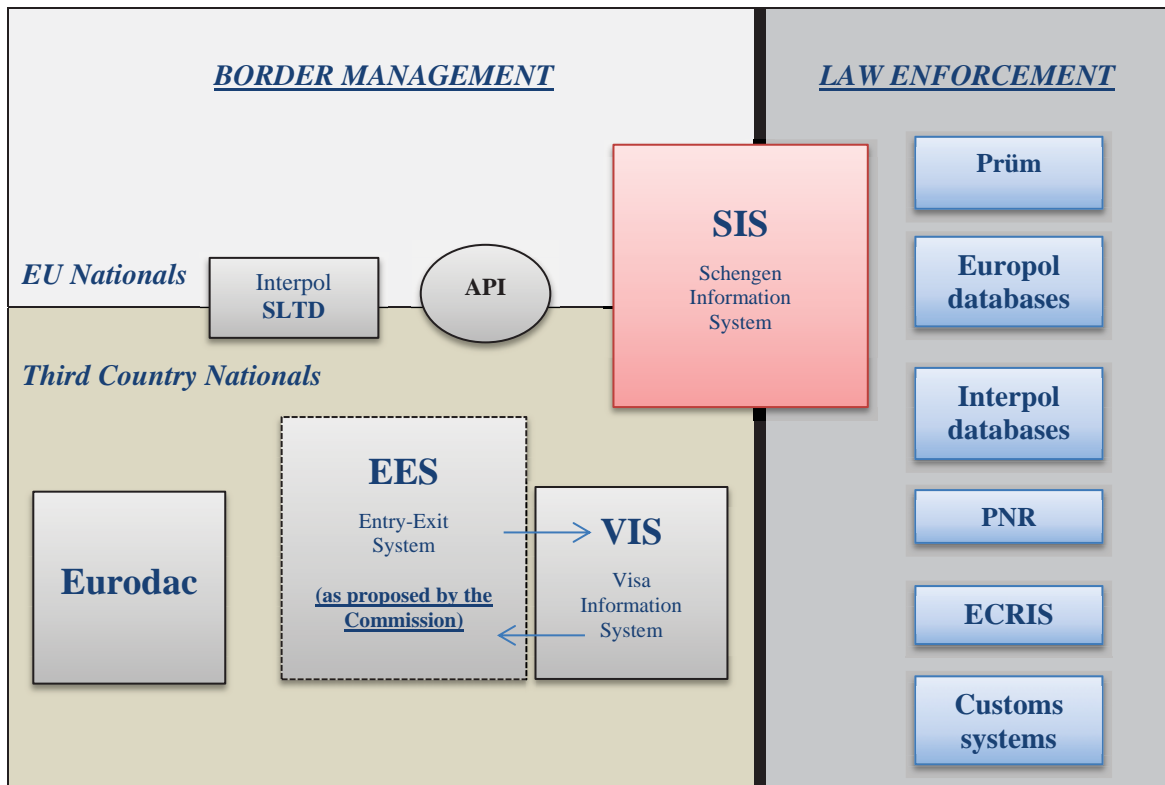 BORDER MANAGEMENT
EU Nationals
Interpol
SLTD
API
SIS
Schengen
Information
System
Third Country Nationals
Eurodac
EES
Entry-Exit
System
(as proposed by the
Commission)
VIS
Visa
Information
System
LAW ENFORCEMENT
Prüm
Europol
databases
Interpol
databases
PNR
ECRIS
Customs
systems